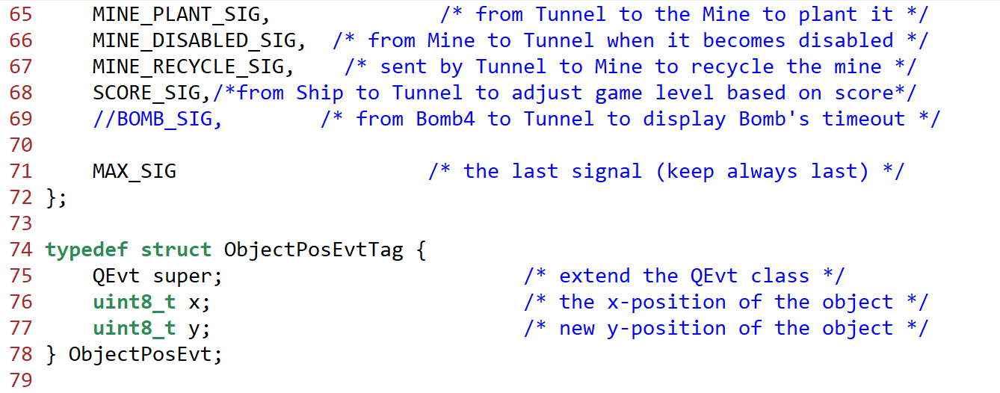 65     MINE_PLANT_SIG,              /* from Tunnel to the Mine to plant it */
66     MINE_DISABLED_SIG,  /* from Mine to Tunnel when it becomes disabled */
67     MINE_RECYCLE_SIG,    /* sent by Tunnel to Mine to recycle the mine */
68     SCORE_SIG,/*from Ship to Tunnel to adjust game level based on score*/
69     //BOMB_SIG,        /* from Bomb4 to Tunnel to display Bomb's timeout */
70
71     MAX_SIG                     /* the last signal (keep always last) */
72 };
73
74 typedef struct ObjectPosEvtTag {
75     QEvt super;                         /* extend the QEvt class */
76     uint8_t x;                          /* the x-position of the object */
77     uint8_t y;                          /* new y-position of the object */
78 } ObjectPosEvt;
79